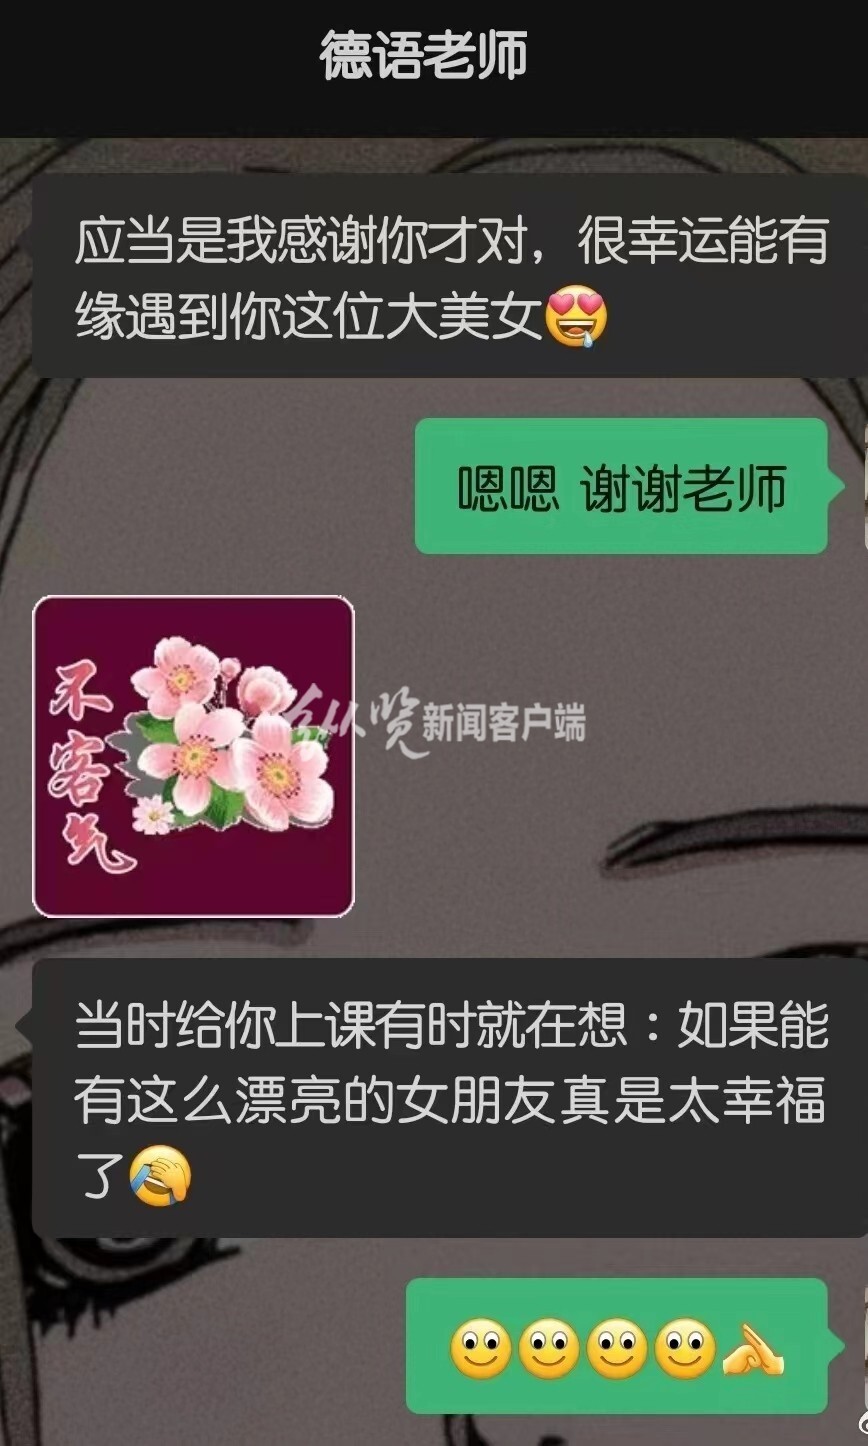 德语老师
应当是我感谢你才对，很幸运能有
缘遇到你这位大美女😍
嗯嗯 谢谢老师
不客气
纵览新闻客户端
当时给你上课有时就在想：如果能
有这么漂亮的女朋友真是太幸福
了